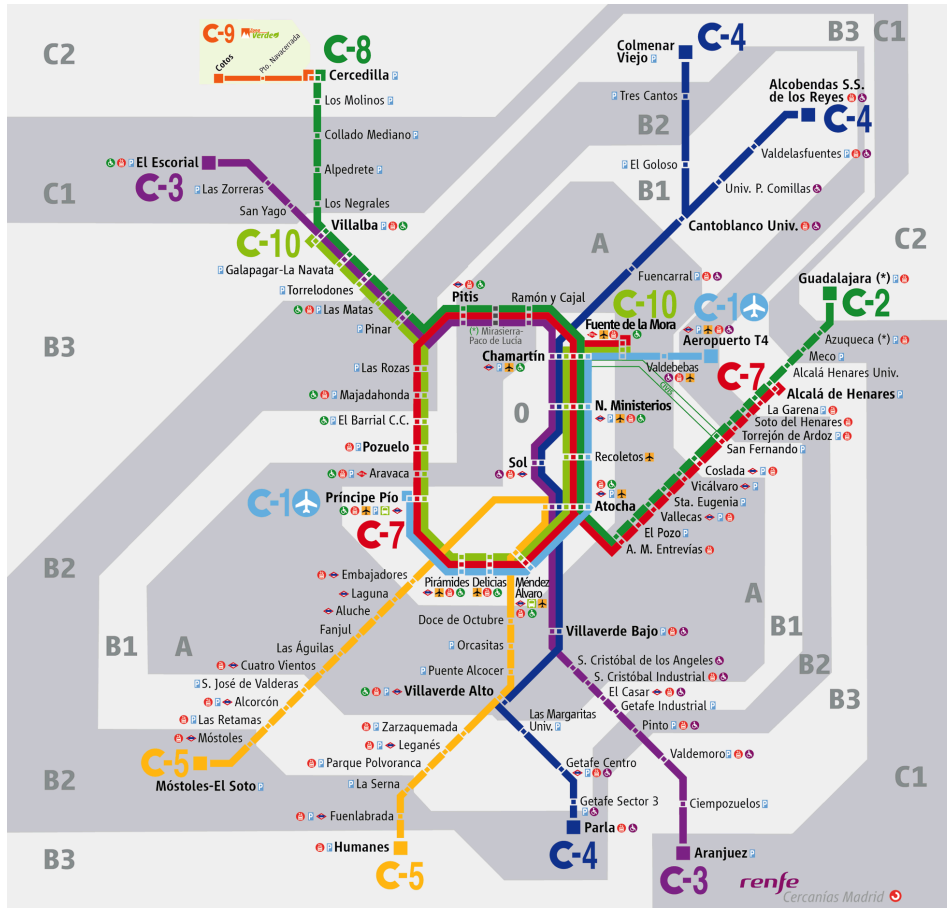 C2
C-9
línea verde
Cotos
Pto. Navacerrada
C-8
Cercedilla P
Los Molinos P
Collado Mediano P
Alpedrete P
Los Negrales
Villalba P
C1
El Escorial
P
C-3
P Las Zorreras
San Yago
C-10
P Galapagar-La Navata
P Torrelodones
P Las Matas
P Pinar
B3
P Las Rozas
P Majadahonda
P El Barrial C.C.
Pozuelo
P
P Aravaca
C-1
Príncipe Pío
P
C-7
Colmenar
Viejo P
C-4
B3
C1
P Tres Cantos
B2
Alcobendas S.S.
de los Reyes
C-4
Valdelasfuentes P
P El Goloso
B1
Univ. P. Comillas
Cantoblanco Univ.
A
C2
Fuencarral P
Pitis
Ramón y Cajal
(*) Mirasierra-
Paco de Lucía
C-10
C-1
Fuente de la Mora
Aeropuerto T4
P
Chamartín
P
Valdebebas
Guadalajara (*) P
C-2
Azuqueca (*) P
Meco P
Alcalá Henares Univ.
C-7
Alcalá de Henares P
La Garena P
Soto del Henares
Torrejón de Ardoz P
San Fernando P
Coslada P
Vicálvaro P
Sta. Eugenia P
Vallecas P
El Pozo P
A. M. Entrevías
CIVIS
0
N. Ministerios
P
Recoletos
Sol
P
Atocha
Pirámides
Delicias
Méndez
Álvaro
B2
B1
A
Embajadores
Laguna
Aluche
Fanjul
Las Águilas
Cuatro Vientos
P S. José de Valderas
P Alcorcón
P Las Retamas
P Móstoles
C-5
Móstoles-El Soto P
Doce de Octubre
P Orcasitas
P Puente Alcocer
P Villaverde Alto
P Zarzaquemada
P Leganés
P Parque Polvoranca
P La Serna
P Fuenlabrada
P Humanes
C-5
Villaverde Bajo P
S. Cristóbal de los Angeles
S. Cristóbal Industrial
El Casar
Getafe Industrial P
Pinto P
Valdemoro P
Ciempozuelos P
Aranjuez P
C-3
Las Margaritas
Univ. P
Getafe Centro
P
Getafe Sector 3
P
Parla
C-4
A
B1
B2
B3
C1
B2
B3
renfe
Cercanías Madrid